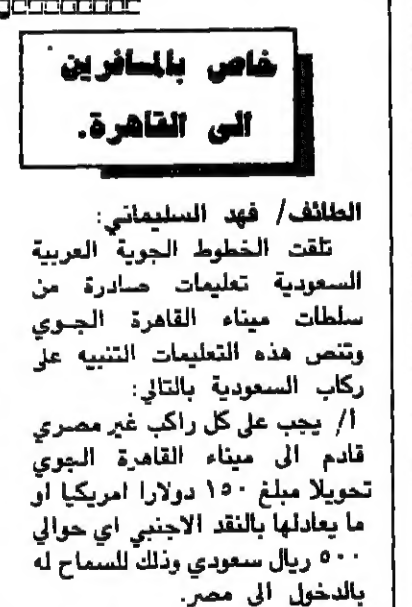 خاص بالمسافرين
الى القاهرة.
الطائف/ فهد السليماني:
تلقت الخطوط الجوية العربية
السعودية تعليمات صادرة من
سلطات ميناء القاهرة الجوي
وتنص هذه التعليمات التنبيه على
ركاب السعودية بالتالي:
أ/ يجب على كل راكب غير مصري
قادم الى ميناء القاهرة الجوي
تحويلا مبلغ ١٥٠ دولارا امريكيا او
ما يعادلها بالنقد الاجنبي اي حوالي
٥٠٠ ريال سعودي وذلك للسماح له
بالدخول الى مصر.